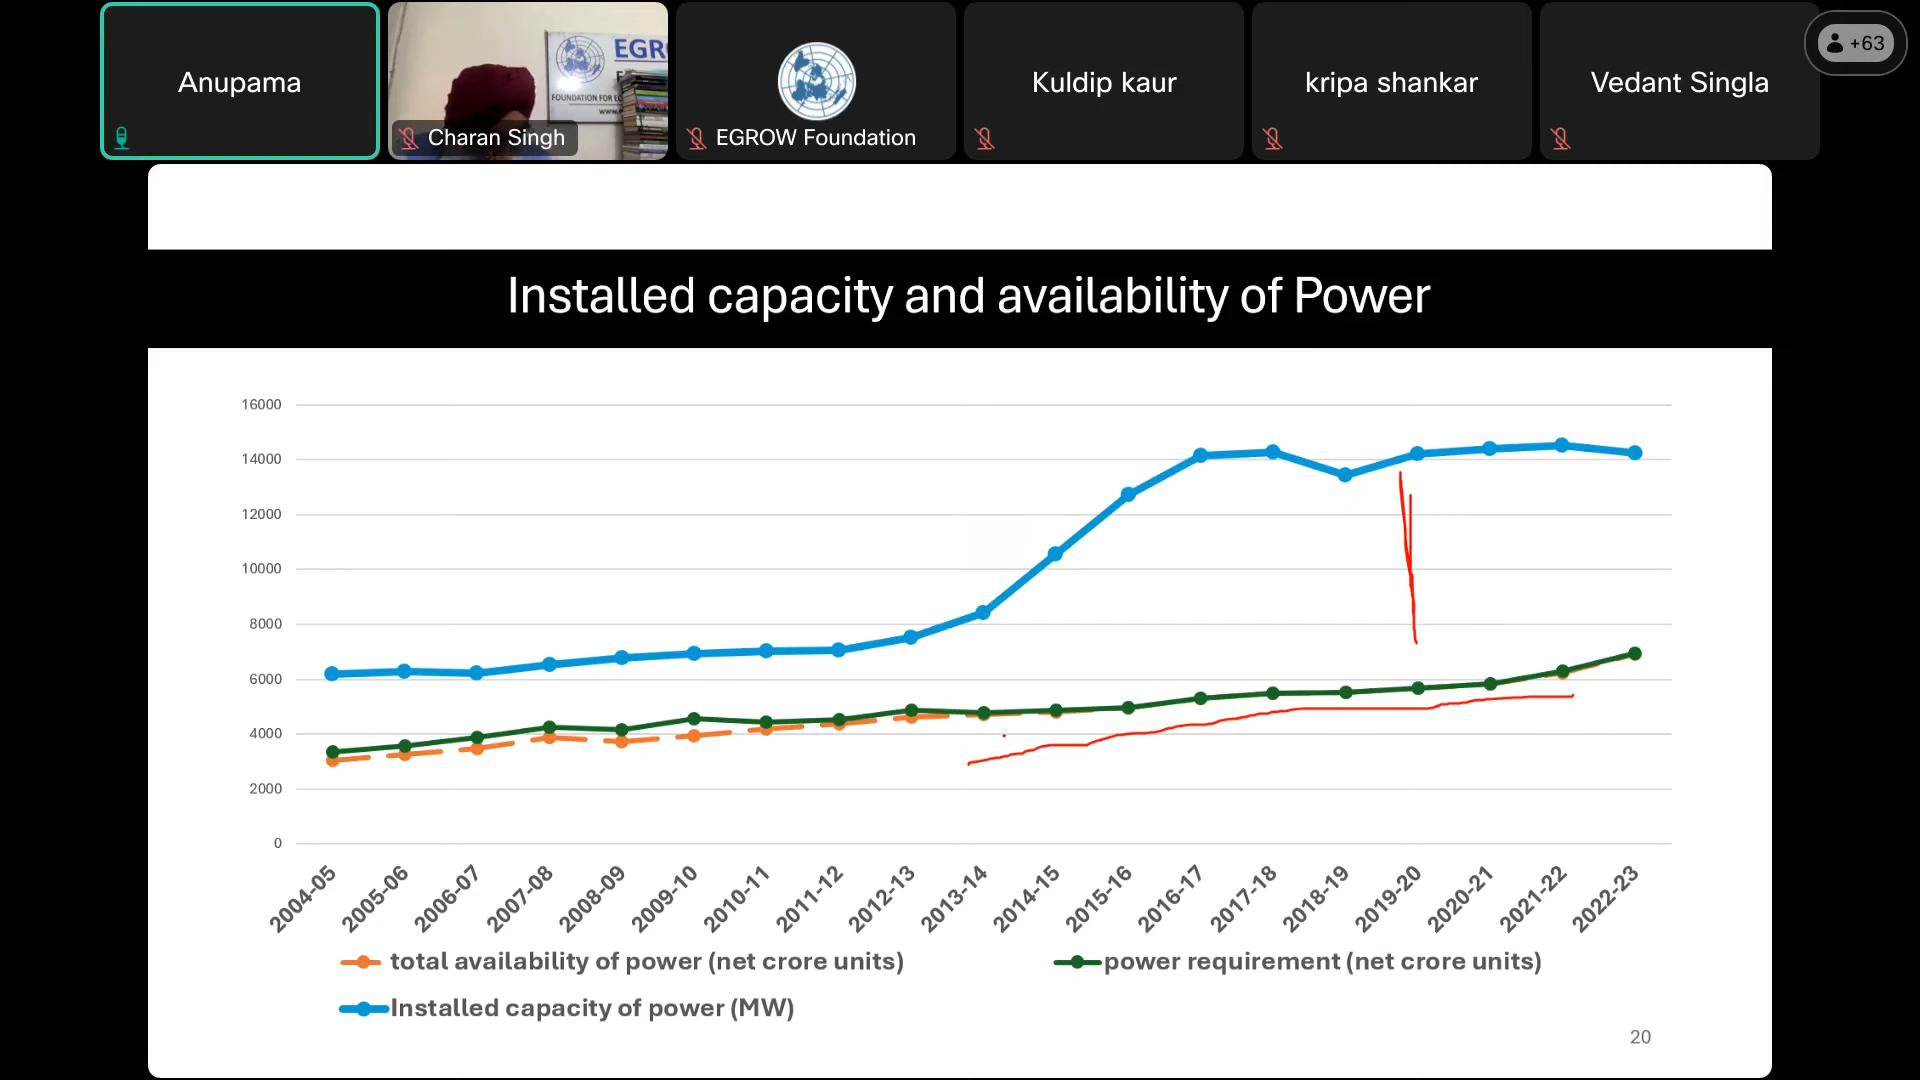 Anupama
EGR
FOUNDATION FOR EC
www.
Charan Singh
EGROW Foundation
Kuldip kaur
kripa shankar
Vedant Singla
+63
Installed capacity and availability of Power
16000
14000
12000
10000
8000
6000
4000
2000
0
2004-05
2005-06
2006-07
2007-08
2008-09
2009-10
2010-11
2011-12
2012-13
2013-14
2014-15
2015-16
2016-17
2017-18
2018-19
2019-20
2020-21
2021-22
2022-23
total availability of power (net crore units)
power requirement (net crore units)
Installed capacity of power (MW)
20